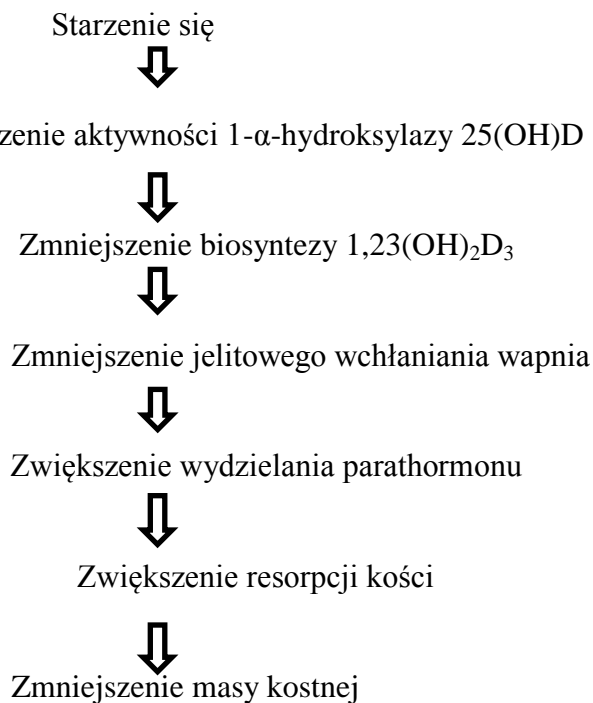 Starzenie się
zenie aktywności 1-α-hydroksylazy 25(OH)D
Zmniejszenie biosyntezy 1,23(OH)₂D₃
Zmniejszenie jelitowego wchłaniania wapnia
Zwiększenie wydzielania parathormonu
Zwiększenie resorpcji kości
Zmniejszenie masy kostnej